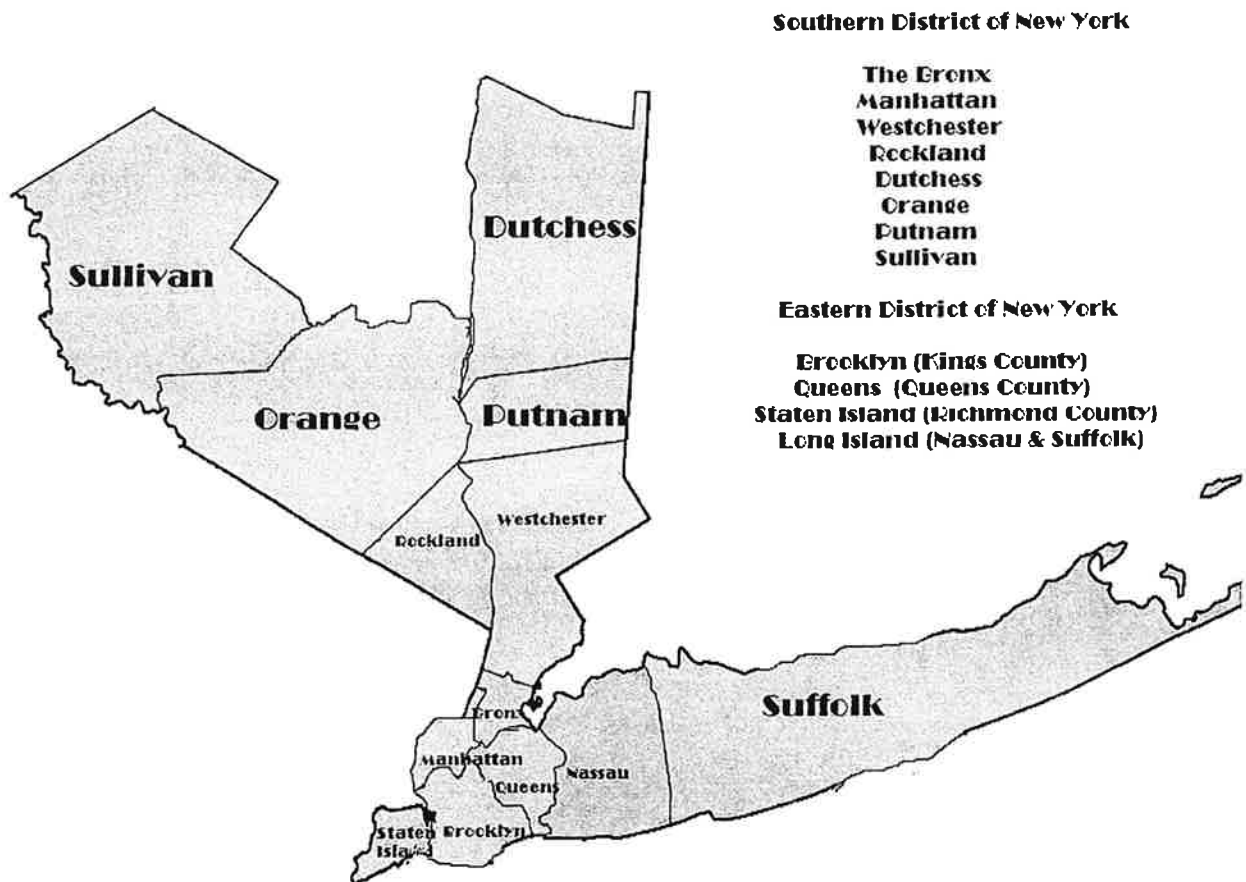 Southern District of New York
The Bronx
Manhattan
Westchester
Rockland
Dutchess
Orange
Putnam
Sullivan
Eastern District of New York
Brooklyn (Kings County)
Queens (Queens County)
Staten Island (Richmond County)
Long Island (Nassau & Suffolk)
Dutchess
Sullivan
Orange
Putnam
Westchester
Rockland
Suffolk
Bronx
Manhattan
Nassau
Queens
Staten
Island
Brooklyn